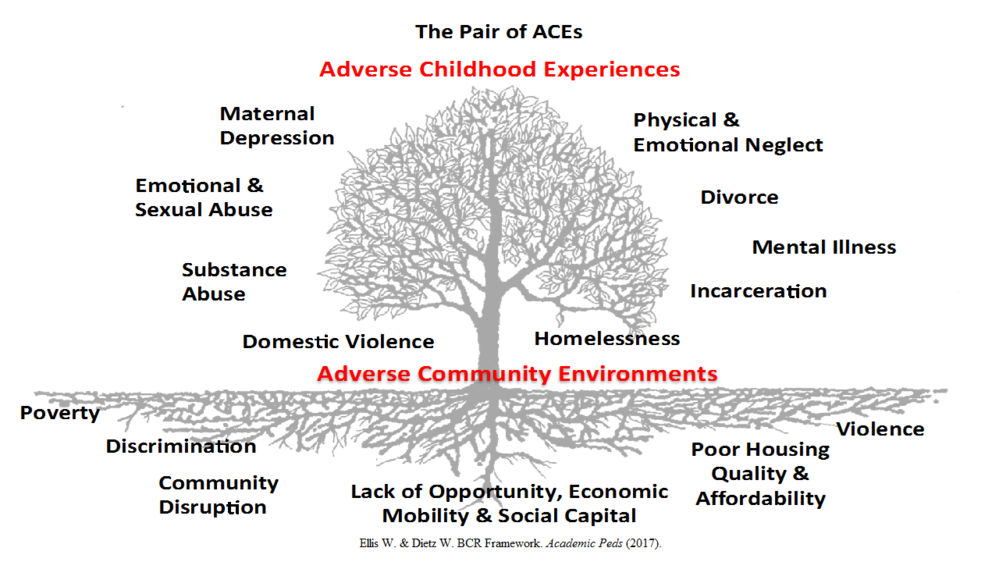 The Pair of ACEs
Adverse Childhood Experiences
Maternal
Depression
Physical &
Emotional Neglect
Emotional &
Sexual Abuse
Divorce
Mental Illness
Substance
Abuse
Incarceration
Domestic Violence
Homelessness
Adverse Community Environments
Poverty
Violence
Discrimination
Poor Housing
Quality &
Affordability
Community
Disruption
Lack of Opportunity, Economic
Mobility & Social Capital
Ellis W. & Dietz W. BCR Framework. Academic Peds (2017).